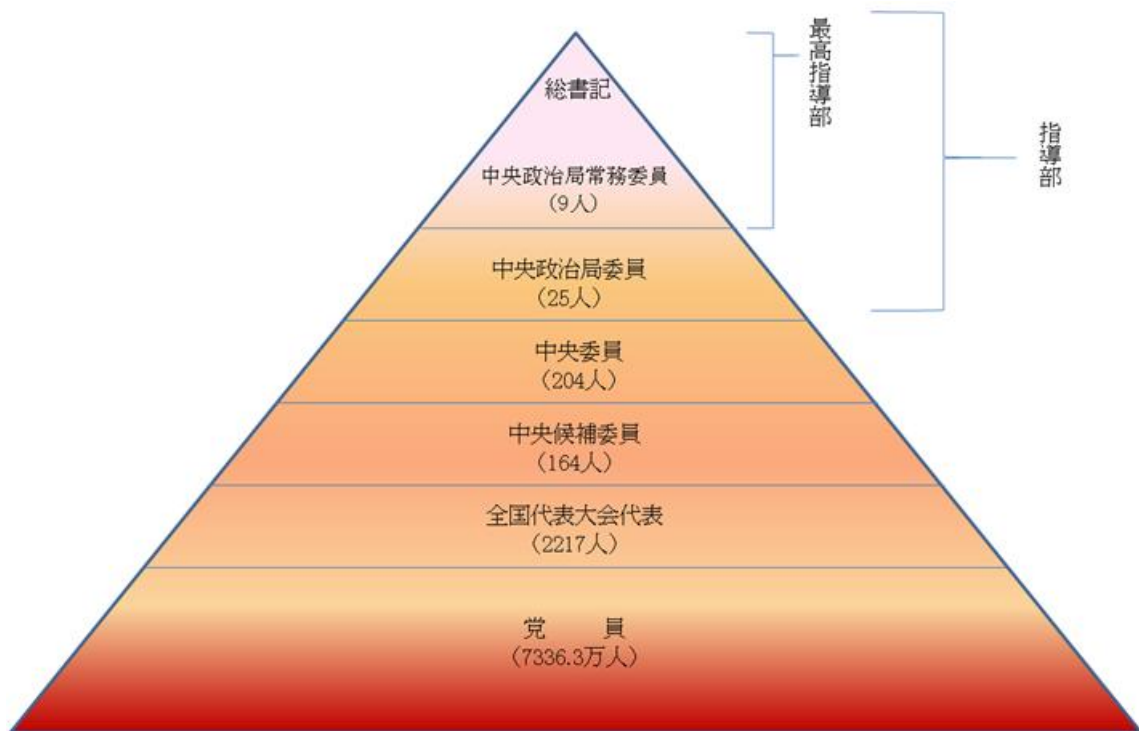 総書記
中央政治局常務委員
（9人）
中央政治局委員
（25人）
中央委員
（204人）
中央候補委員
（164人）
全国代表大会代表
（2217人）
党　　員
（7336.3万人）
最高指導部
指導部